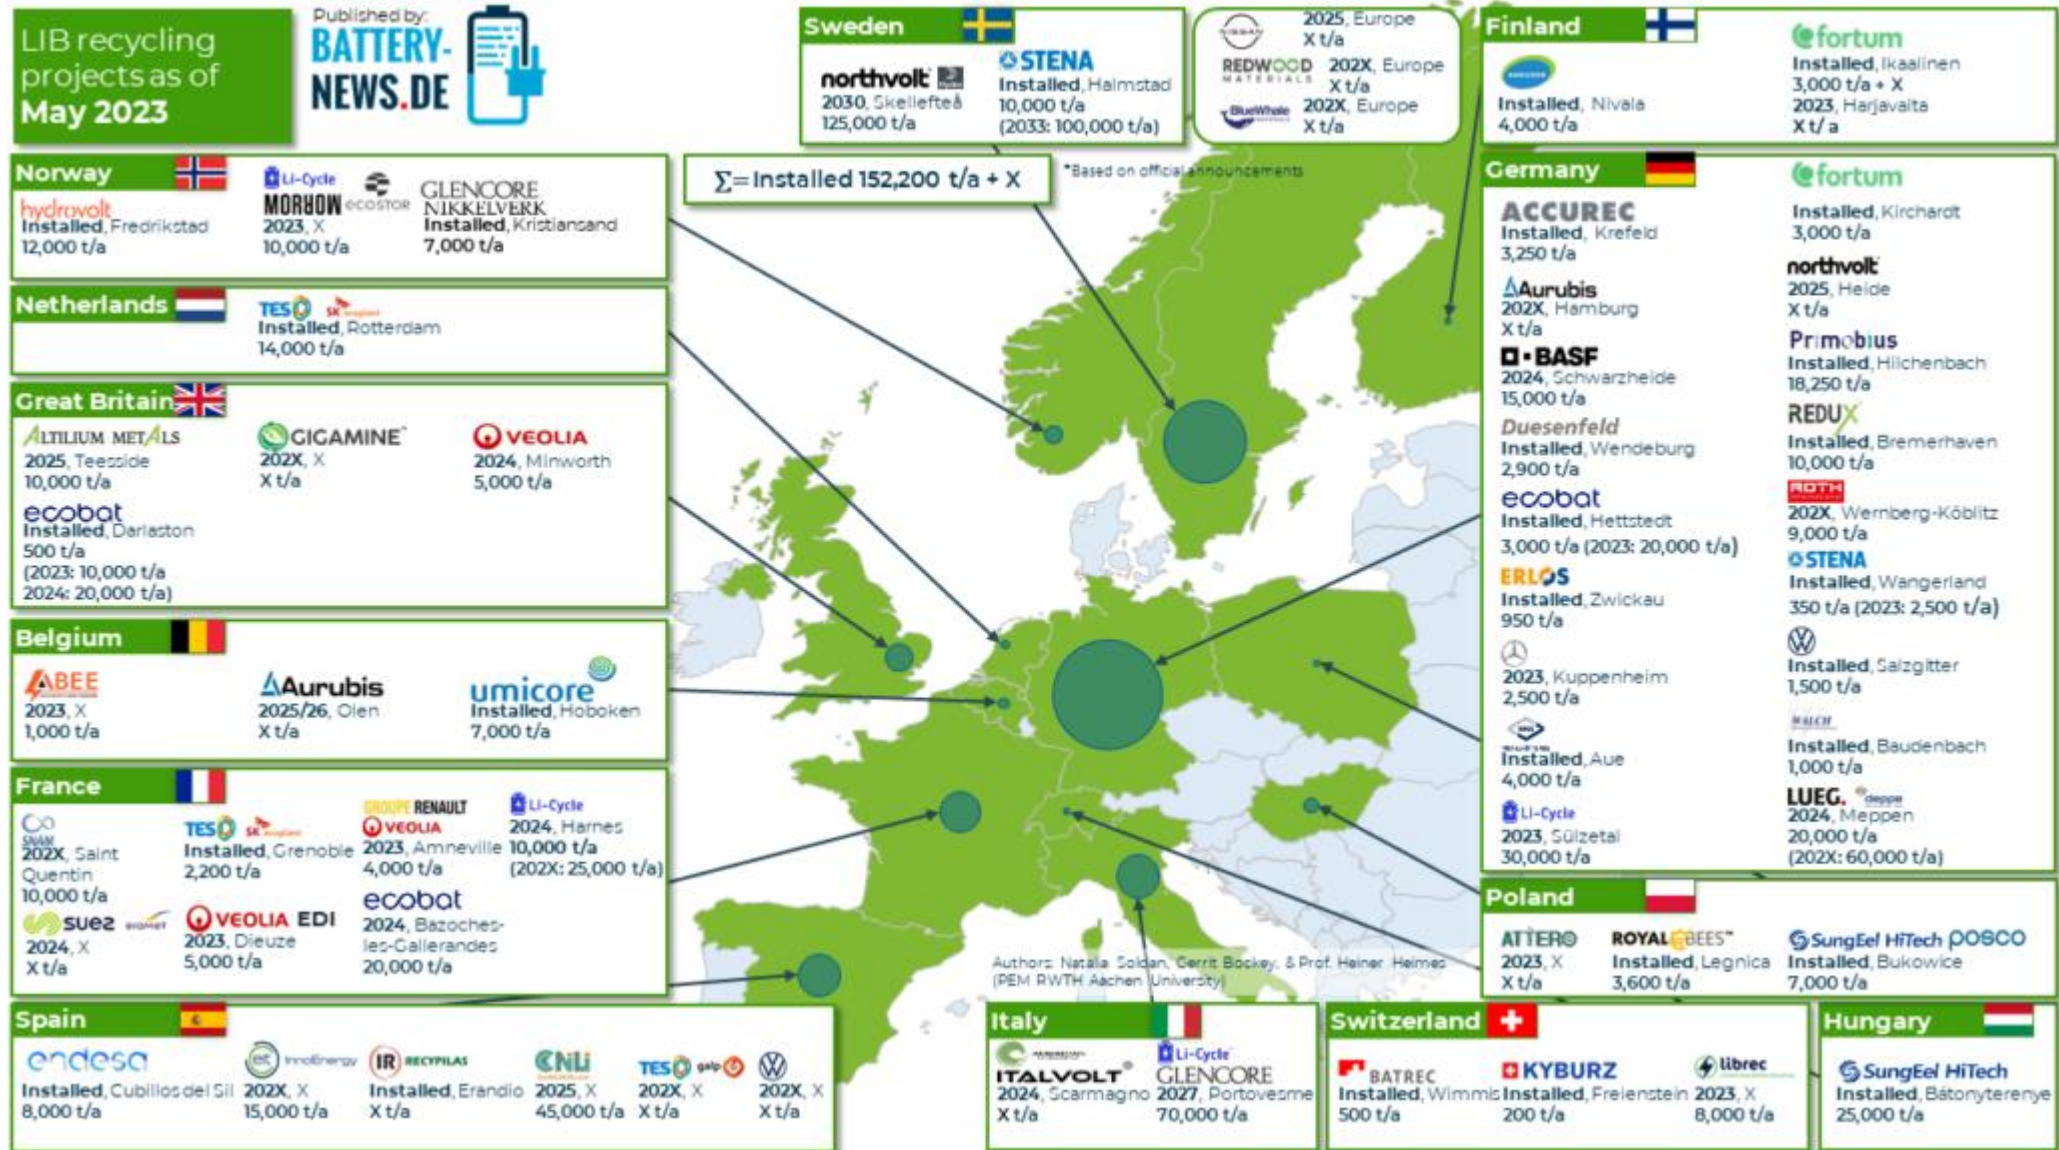 LIB recycling
projects as of
May 2023
Published by:
BATTERY-
NEWS.DE
Sweden
northvolt
2030, Skellefteå
125,000 t/a
STENA
Installed, Halmstad
10,000 t/a
(2033: 100,000 t/a)
NISSAN
2025, Europe
X t/a
REDWOOD
MATERIALS
202X, Europe
X t/a
BlueWhale
202X, Europe
X t/a
Finland
Installed, Nivala
4,000 t/a
fortum
Installed, Ikaalinen
3,000 t/a + X
2023, Harjavalta
X t/a
Σ=Installed 152,200 t/a + X
*Based on official announcements
Norway
hydrovolt
Installed, Fredrikstad
12,000 t/a
Li-Cycle
MORROW ecostor
2023, X
10,000 t/a
GLENCORE
NIKKELVERK
Installed, Kristiansand
7,000 t/a
Netherlands
TES SK
Installed, Rotterdam
14,000 t/a
Great Britain
ALTILIUM METALS
2025, Teesside
10,000 t/a
GIGAMINE
202X, X
X t/a
VEOLIA
2024, Minworth
5,000 t/a
ecobat
Installed, Darlaston
500 t/a
(2023: 10,000 t/a
2024: 20,000 t/a)
Belgium
ABEE
2023, X
1,000 t/a
Aurubis
2025/26, Olen
X t/a
umicore
Installed, Hoboken
7,000 t/a
France
SNAM
202X, Saint
Quentin
10,000 t/a
TES SK
Installed, Grenoble
2,200 t/a
GROUPE RENAULT
VEOLIA
2023, Amneville
4,000 t/a
Li-Cycle
2024, Harnes
10,000 t/a
(202X: 25,000 t/a)
suez
2024, X
X t/a
VEOLIA EDI
2023, Dieuze
5,000 t/a
ecobat
2024, Bazoches-
les-Gallerandes
20,000 t/a
Spain
endesa
Installed, Cubillos del Sil
8,000 t/a
InnoEnergy
202X, X
15,000 t/a
IR RECYPILAS
Installed, Erandio
X t/a
2025, X
45,000 t/a
TES galp
202X, X
X t/a
202X, X
X t/a
Germany
ACCUREC
Installed, Krefeld
3,250 t/a
Aurubis
202X, Hamburg
X t/a
BASF
2024, Schwarzheide
15,000 t/a
Duesenfeld
Installed, Wendeburg
2,900 t/a
ecobat
Installed, Hettstedt
3,000 t/a (2023: 20,000 t/a)
ERLOS
Installed, Zwickau
950 t/a
2023, Kuppenheim
2,500 t/a
Installed, Aue
4,000 t/a
Li-Cycle
2023, Sülzetal
30,000 t/a
fortum
Installed, Kirchardt
3,000 t/a
northvolt
2025, Heide
X t/a
Primobius
Installed, Hilchenbach
18,250 t/a
REDUX
Installed, Bremerhaven
10,000 t/a
ROTH
202X, Wernberg-Köblitz
9,000 t/a
STENA
Installed, Wangerland
350 t/a (2023: 2,500 t/a)
Installed, Salzgitter
1,500 t/a
WALCH
Installed, Baudenbach
1,000 t/a
LUEG. deppe
2024, Meppen
20,000 t/a
(202X: 60,000 t/a)
Poland
ATTERO
2023, X
X t/a
ROYAL BEES™
Installed, Legnica
3,600 t/a
SungEel HiTech posco
Installed, Bukowice
7,000 t/a
Authors: Natalia Soldan, Gerrit Bockey, & Prof. Heiner Heimes
(PEM RWTH Aachen University)
Italy
ITALVOLT
2024, Scarmagno
X t/a
Li-Cycle
GLENCORE
2027, Portovesme
70,000 t/a
Switzerland
BATREC
Installed, Wimmis
500 t/a
KYBURZ
Installed, Freienstein
200 t/a
librec
2023, X
8,000 t/a
Hungary
SungEel HiTech
Installed, Bátonyterenye
25,000 t/a